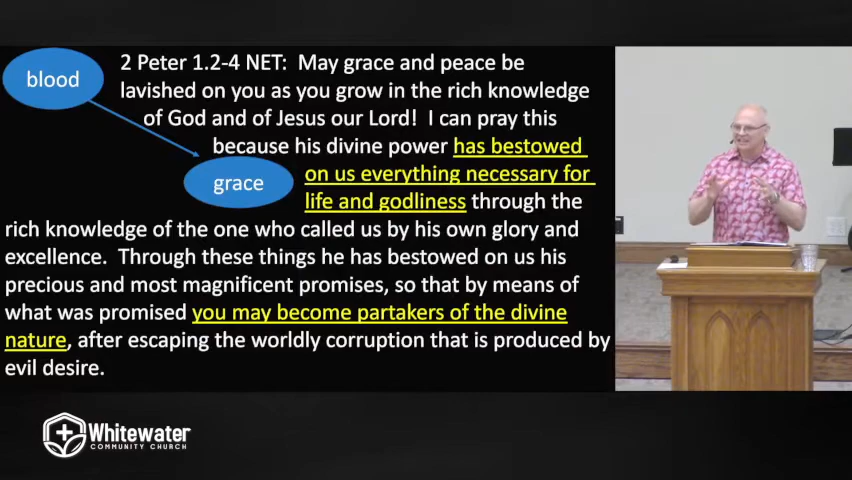 blood
2 Peter 1.2-4 NET:  May grace and peace be
lavished on you as you grow in the rich knowledge
of God and of Jesus our Lord!  I can pray this
because his divine power has bestowed
grace
on us everything necessary for
life and godliness through the
rich knowledge of the one who called us by his own glory and
excellence.  Through these things he has bestowed on us his
precious and most magnificent promises, so that by means of
what was promised you may become partakers of the divine
nature, after escaping the worldly corruption that is produced by
evil desire.
Whitewater
COMMUNITY CHURCH